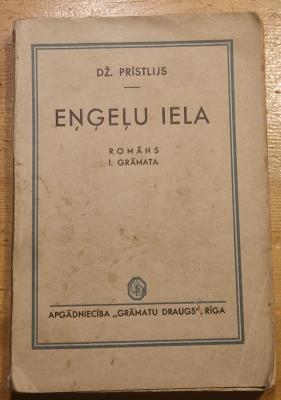 DŽ. PRĪSTLIJS
EŅĢEĻU IELA
ROMĀNS
I. GRĀMATA
APGĀDNIECĪBA „GRĀMATU DRAUGS", RĪGA